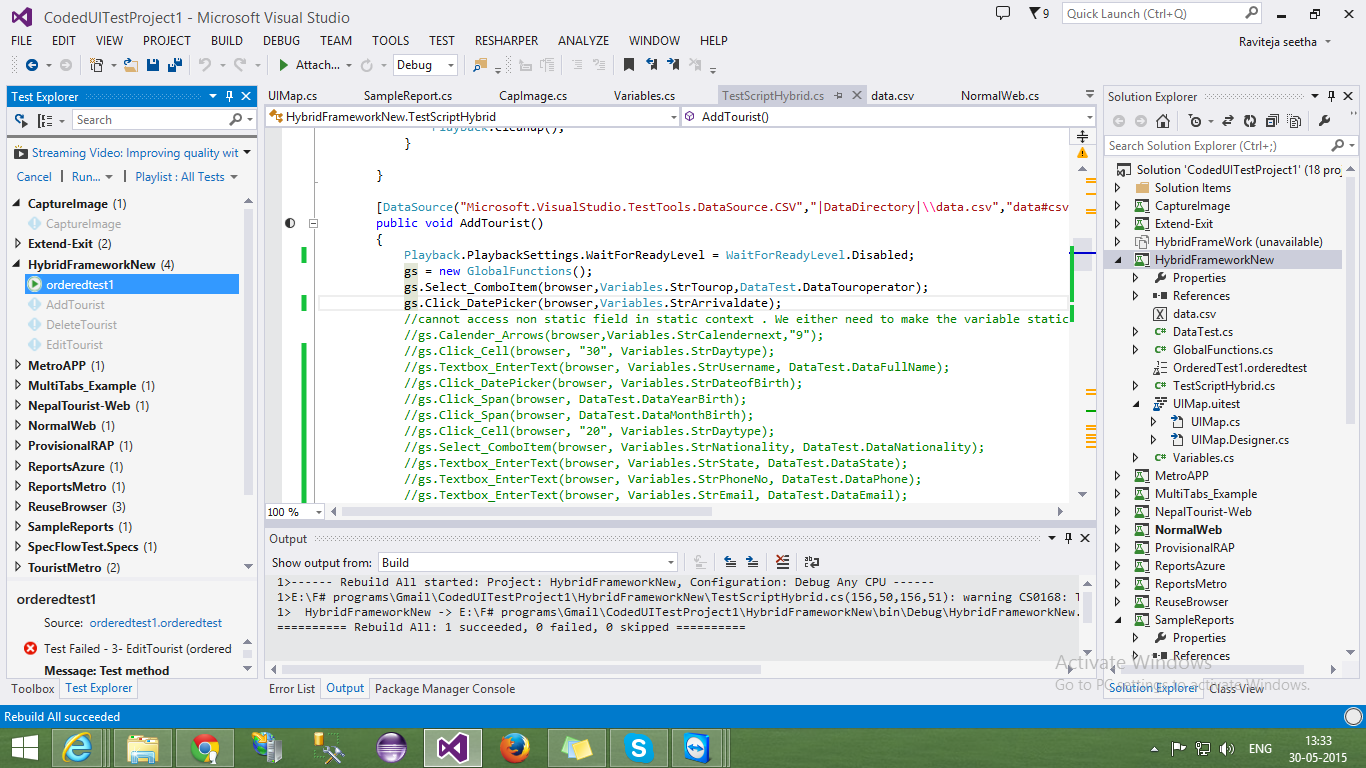 CodedUITestProject1 - Microsoft Visual Studio
9
Quick Launch (Ctrl+Q)
FILE EDIT VIEW PROJECT BUILD DEBUG TEAM TOOLS TEST RESHARPER ANALYZE WINDOW HELP
Raviteja seetha
Attach... Debug
Test Explorer
Search
Streaming Video: Improving quality wit
Cancel Run... Playlist : All Tests
CaptureImage (1)
CaptureImage
Extend-Exit (2)
HybridFrameworkNew (4)
orderedtest1
AddTourist
DeleteTourist
EditTourist
MetroAPP (1)
MultiTabs_Example (1)
NepalTourist-Web (1)
NormalWeb (1)
ProvisionalRAP (1)
ReportsAzure (1)
ReportsMetro (1)
ReuseBrowser (3)
SampleReports (1)
SpecFlowTest.Specs (1)
TouristMetro (2)
orderedtest1
Source: orderedtest1.orderedtest
Test Failed - 3- EditTourist (ordered
Message: Test method
Toolbox Test Explorer
UIMap.cs SampleReport.cs CapImage.cs Variables.cs TestScriptHybrid.cs data.csv NormalWeb.cs
HybridFrameworkNew.TestScriptHybrid AddTourist()
Playback.Cleanup();
}
}
[DataSource("Microsoft.VisualStudio.TestTools.DataSource.CSV","|DataDirectory|\\data.csv","data#csv
public void AddTourist()
{
Playback.PlaybackSettings.WaitForReadyLevel = WaitForReadyLevel.Disabled;
gs = new GlobalFunctions();
gs.Select_ComboItem(browser,Variables.StrTourop,DataTest.DataTouroperator);
gs.Click_DatePicker(browser,Variables.StrArrivaldate);
//cannot access non static field in static context . We either need to make the variable static
//gs.Calender_Arrows(browser,Variables.StrCalendernext,"9");
//gs.Click_Cell(browser, "30", Variables.StrDaytype);
//gs.Textbox_EnterText(browser, Variables.StrUsername, DataTest.DataFullName);
//gs.Click_DatePicker(browser, Variables.StrDateofBirth);
//gs.Click_Span(browser, DataTest.DataYearBirth);
//gs.Click_Span(browser, DataTest.DataMonthBirth);
//gs.Click_Cell(browser, "20", Variables.StrDaytype);
//gs.Select_ComboItem(browser, Variables.StrNationality, DataTest.DataNationality);
//gs.Textbox_EnterText(browser, Variables.StrState, DataTest.DataState);
//gs.Textbox_EnterText(browser, Variables.StrPhoneNo, DataTest.DataPhone);
//gs.Textbox_EnterText(browser, Variables.StrEmail, DataTest.DataEmail);
100 %
Output
Show output from: Build
1>------ Rebuild All started: Project: HybridFrameworkNew, Configuration: Debug Any CPU ------
1>E:\F# programs\Gmail\CodedUITestProject1\HybridFrameworkNew\TestScriptHybrid.cs(156,50,156,51): warning CS0168: T
1> HybridFrameworkNew -> E:\F# programs\Gmail\CodedUITestProject1\HybridFrameworkNew\bin\Debug\HybridFrameworkNew.
========== Rebuild All: 1 succeeded, 0 failed, 0 skipped ==========
Error List Output Package Manager Console
Solution Explorer
Search Solution Explorer (Ctrl+;)
Solution 'CodedUITestProject1' (18 proj
Solution Items
CaptureImage
Extend-Exit
HybridFrameWork (unavailable)
HybridFrameworkNew
Properties
References
data.csv
DataTest.cs
GlobalFunctions.cs
OrderedTest1.orderedtest
TestScriptHybrid.cs
UIMap.uitest
UIMap.cs
UIMap.Designer.cs
Variables.cs
MetroAPP
MultiTabs_Example
NepalTourist-Web
NormalWeb
ProvisionalRAP
ReportsAzure
ReportsMetro
ReuseBrowser
SampleReports
Properties
References
Activate Windows
Go to PC settings to activate Windows.
Solution Explorer Class View
Rebuild All succeeded
ENG
13:33
30-05-2015